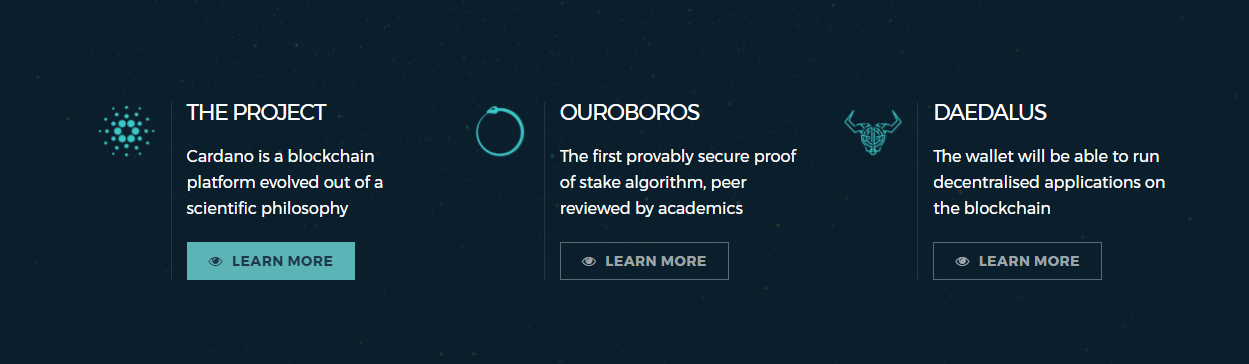 THE PROJECT
Cardano is a blockchain
platform evolved out of a
scientific philosophy
LEARN MORE
OUROBOROS
The first provably secure proof
of stake algorithm, peer
reviewed by academics
LEARN MORE
DAEDALUS
The wallet will be able to run
decentralised applications on
the blockchain
LEARN MORE